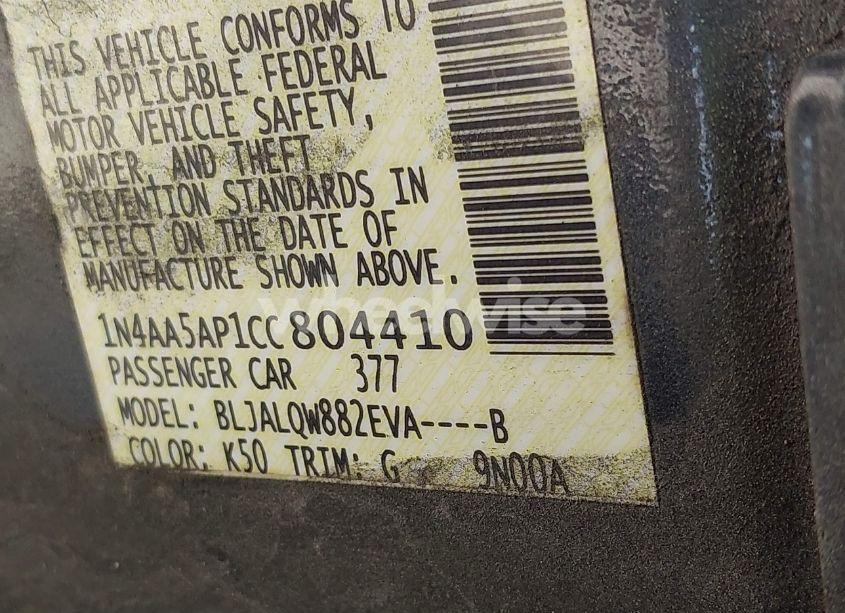 THIS VEHICLE CONFORMS TO
ALL APPLICABLE FEDERAL
MOTOR VEHICLE SAFETY,
BUMPER, AND THEFT
PREVENTION STANDARDS IN
EFFECT ON THE DATE OF
MANUFACTURE SHOWN ABOVE.
wheelwise
1N4AA5AP1CC804410
PASSENGER CAR 377
MODEL: BLJALQW882EVA----B
COLOR: K50 TRIM: G 9N00A